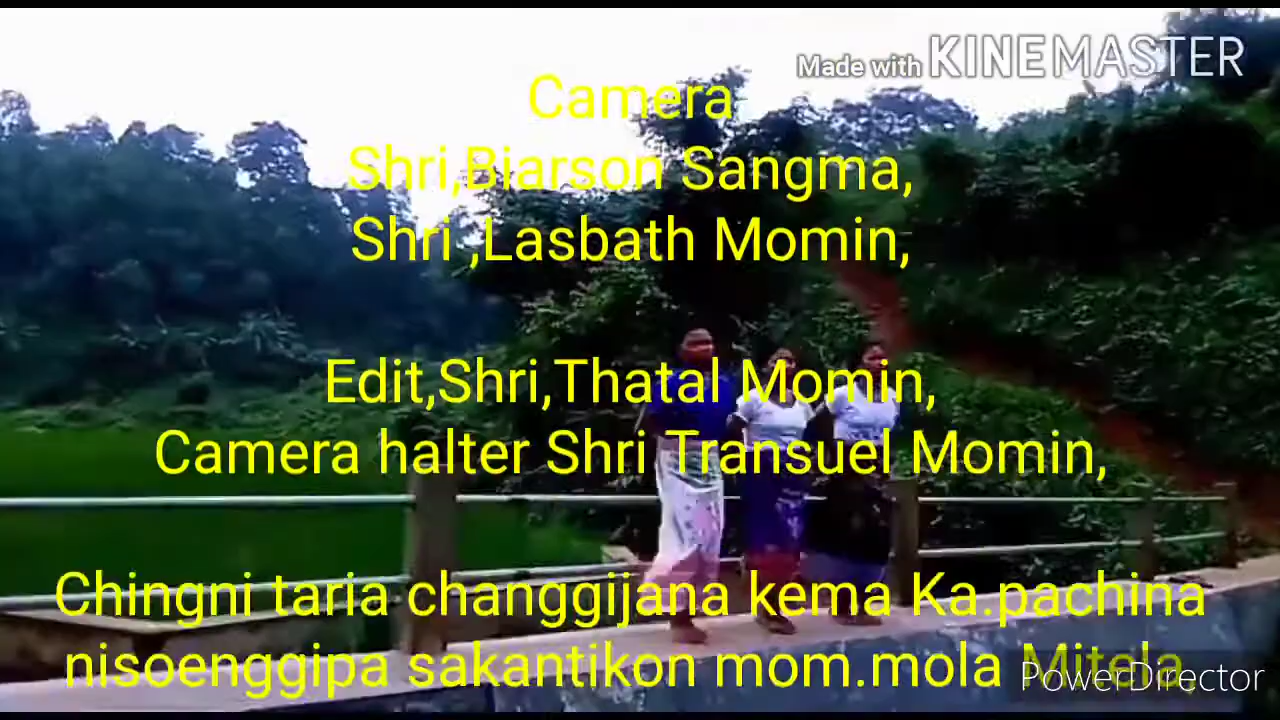 Made with KINEMASTER
Camera
Shri,Biarson Sangma,
Shri ,Lasbath Momin,
Edit,Shri,Thatal Momin,
Camera halter Shri Transuel Momin,
Chingni taria changgijana kema Ka.pachina
nisoenggipa sakantikon mom.mola Mitela,
PowerDirector